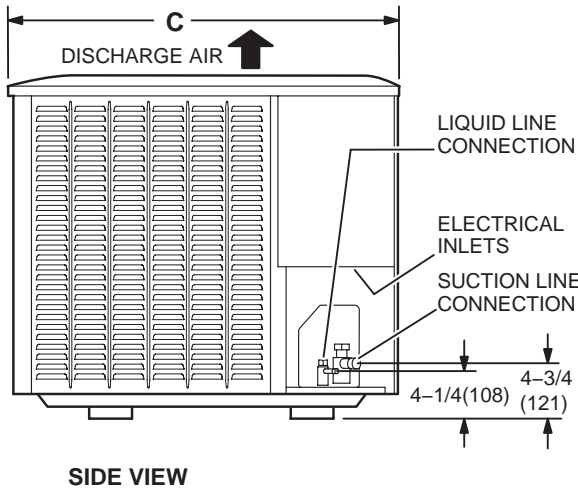 C
DISCHARGE AIR
LIQUID LINE
CONNECTION
ELECTRICAL
INLETS
SUCTION LINE
CONNECTION
4–1/4(108)
4–3/4
(121)
SIDE VIEW